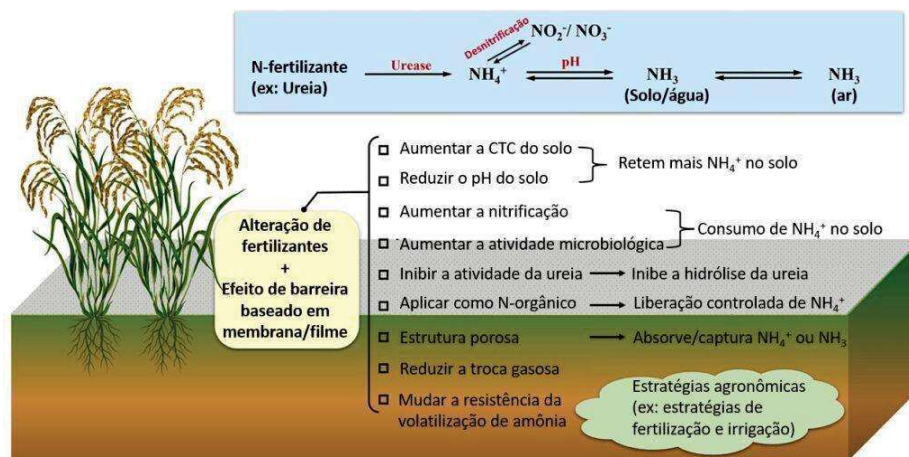 Desnitrificação
NO₂⁻/ NO₃⁻
N-fertilizante
(ex: Ureia)
Urease
NH₄⁺
pH
NH₃
(Solo/água)
NH₃
(ar)
Alteração de
fertilizantes
+
Efeito de barreira
baseado em
membrana/filme
Aumentar a CTC do solo
Reduzir o pH do solo
Retem mais NH₄⁺ no solo
Aumentar a nitrificação
Aumentar a atividade microbiológica
Consumo de NH₄⁺ no solo
Inibir a atividade da ureia
Inibe a hidrólise da ureia
Aplicar como N-orgânico
Liberação controlada de NH₄⁺
Estrutura porosa
Absorve/captura NH₄⁺ ou NH₃
Reduzir a troca gasosa
Mudar a resistência da
volatilização de amônia
Estratégias agronômicas
(ex: estratégias de
fertilização e irrigação)